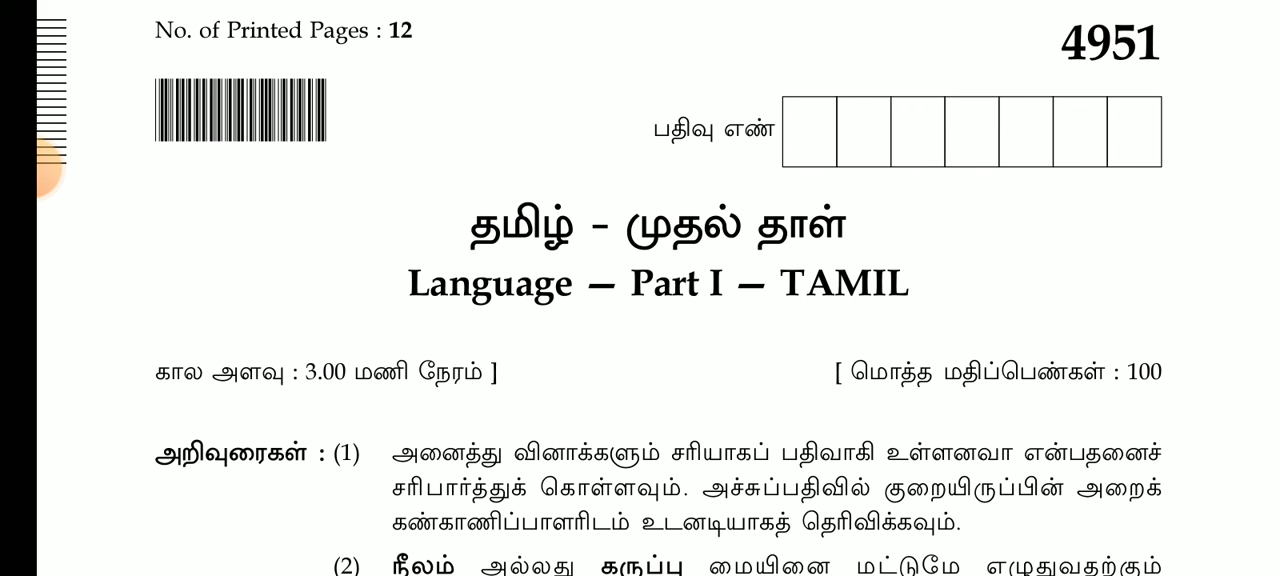 No. of Printed Pages : 12
4951
பதிவு எண்
தமிழ் - முதல் தாள்
Language — Part I — TAMIL
கால அளவு : 3.00 மணி நேரம் ]
[ மொத்த மதிப்பெண்கள் : 100
அறிவுரைகள் : (1) அனைத்து வினாக்களும் சரியாகப் பதிவாகி உள்ளனவா என்பதனைச்
சரிபார்த்துக் கொள்ளவும். அச்சுப்பதிவில் குறையிருப்பின் அறைக்
கண்காணிப்பாளரிடம் உடனடியாகத் தெரிவிக்கவும்.
(2) நீலம் அல்லது கருப்பு மையினை மட்டுமே எழுதுவதற்கும்